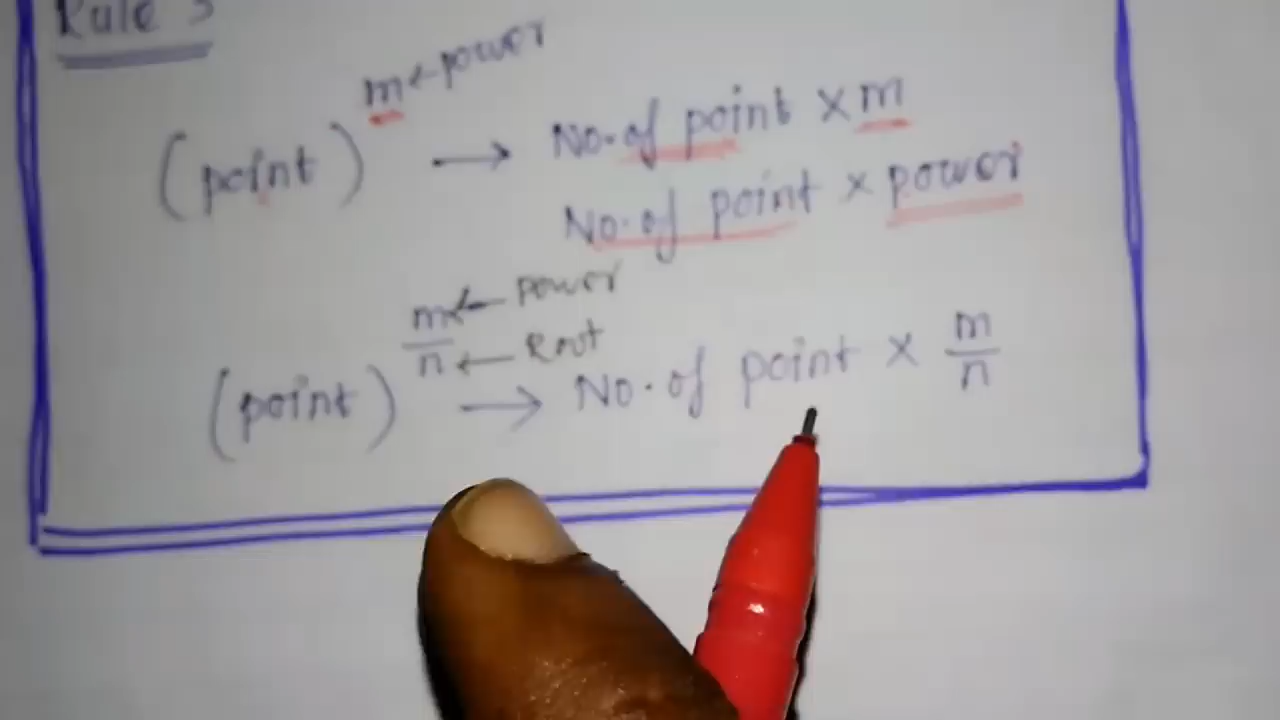 Rule 3
m ← power
(point) → No. of point × m
No. of point × power
m ← power
n ← Root
(point) → No. of point × m/n